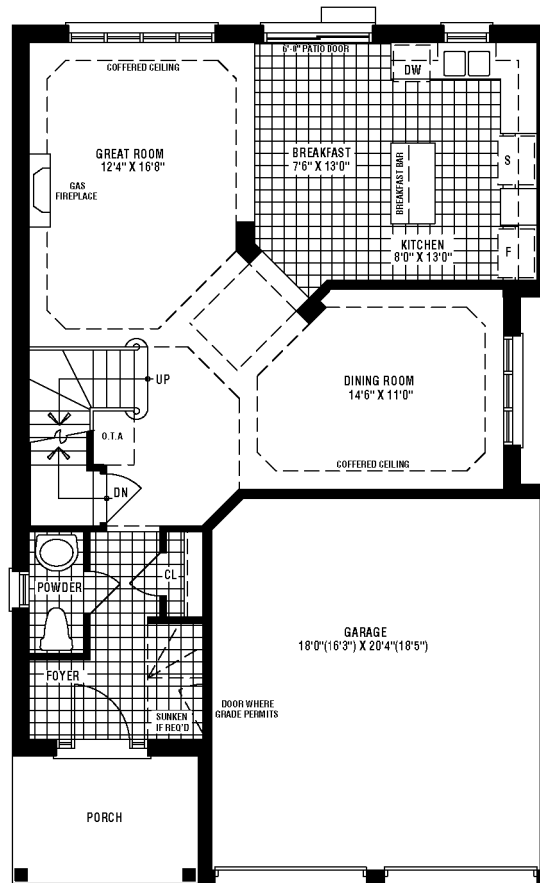 6'-0" PATIO DOOR
COFFERED CEILING
DW
GREAT ROOM
12'4" X 16'8"
BREAKFAST
7'6" X 13'0"
BREAKFAST BAR
S
GAS
FIREPLACE
KITCHEN
8'0" X 13'0"
F
UP
DINING ROOM
14'6" X 11'0"
O.T.A
COFFERED CEILING
DN
CL
POWDER
GARAGE
18'0"(16'3") X 20'4"(18'5")
FOYER
DOOR WHERE
GRADE PERMITS
SUNKEN
IF REQ'D
PORCH